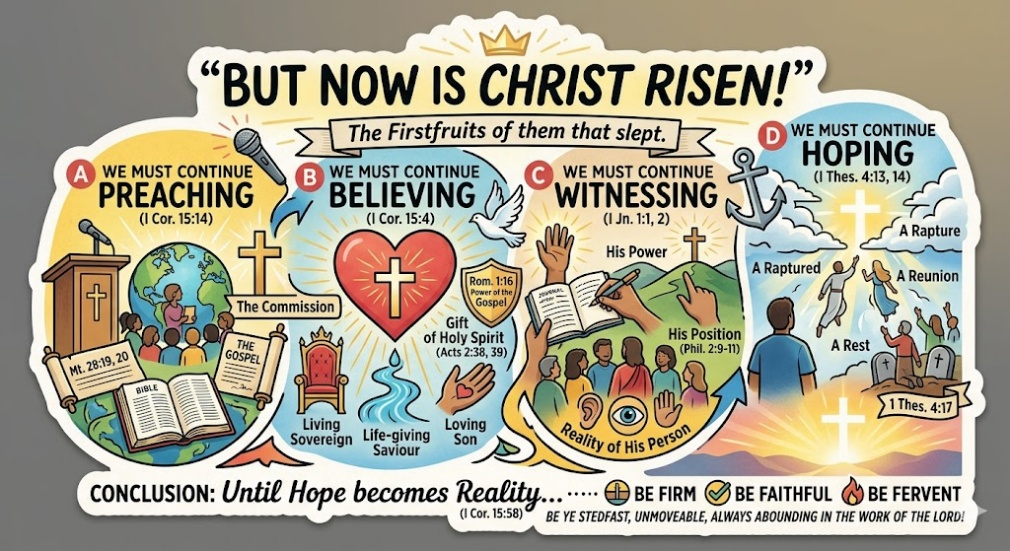 “BUT NOW IS CHRIST RISEN!”
The Firstfruits of them that slept.
A
WE MUST CONTINUE
PREACHING
(I Cor. 15:14)
The Commission
Mt. 28:19, 20
THE
GOSPEL
BIBLE
B
WE MUST CONTINUE
BELIEVING
(I Cor. 15:4)
Rom. 1:16
Power of the
Gospel
Gift
of Holy Spirit
(Acts 2:38, 39)
Living
Sovereign
Life-giving
Saviour
Loving
Son
C
WE MUST CONTINUE
WITNESSING
(I Jn. 1:1, 2)
His Power
JOURNAL
His Position
(Phil. 2:9-11)
Reality of His Person
D
WE MUST CONTINUE
HOPING
(I Thes. 4:13, 14)
A Rapture
A Raptured
A Reunion
A Rest
1 Thes. 4:17
CONCLUSION: Until Hope becomes Reality... ..... BE FIRM BE FAITHFUL BE FERVENT
(I Cor. 15:58)
BE YE STEDFAST, UNMOVEABLE, ALWAYS ABOUNDING IN THE WORK OF THE LORD!